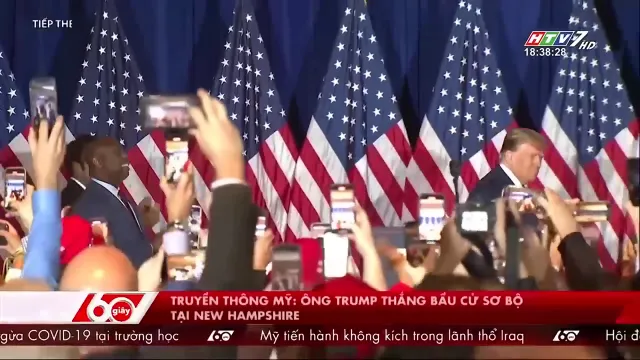 TIẾP THE
HTV7 HD
18:38:28
60 giây
TRUYỀN THÔNG MỸ: ÔNG TRUMP THẮNG BẦU CỬ SƠ BỘ
TẠI NEW HAMPSHIRE
gừa COVID-19 tại trường học 60 Mỹ tiến hành không kích trong lãnh thổ Iraq 60 Hội đ